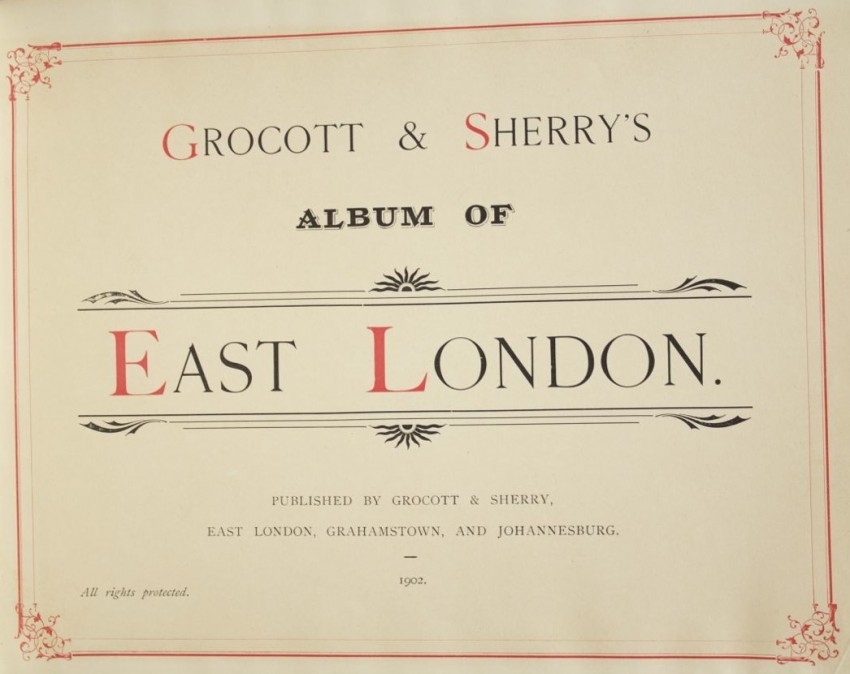 GROCOTT & SHERRY'S
ALBUM OF
EAST LONDON.
PUBLISHED BY GROCOTT & SHERRY,
EAST LONDON, GRAHAMSTOWN, AND JOHANNESBURG.
—
1902.
All rights protected.